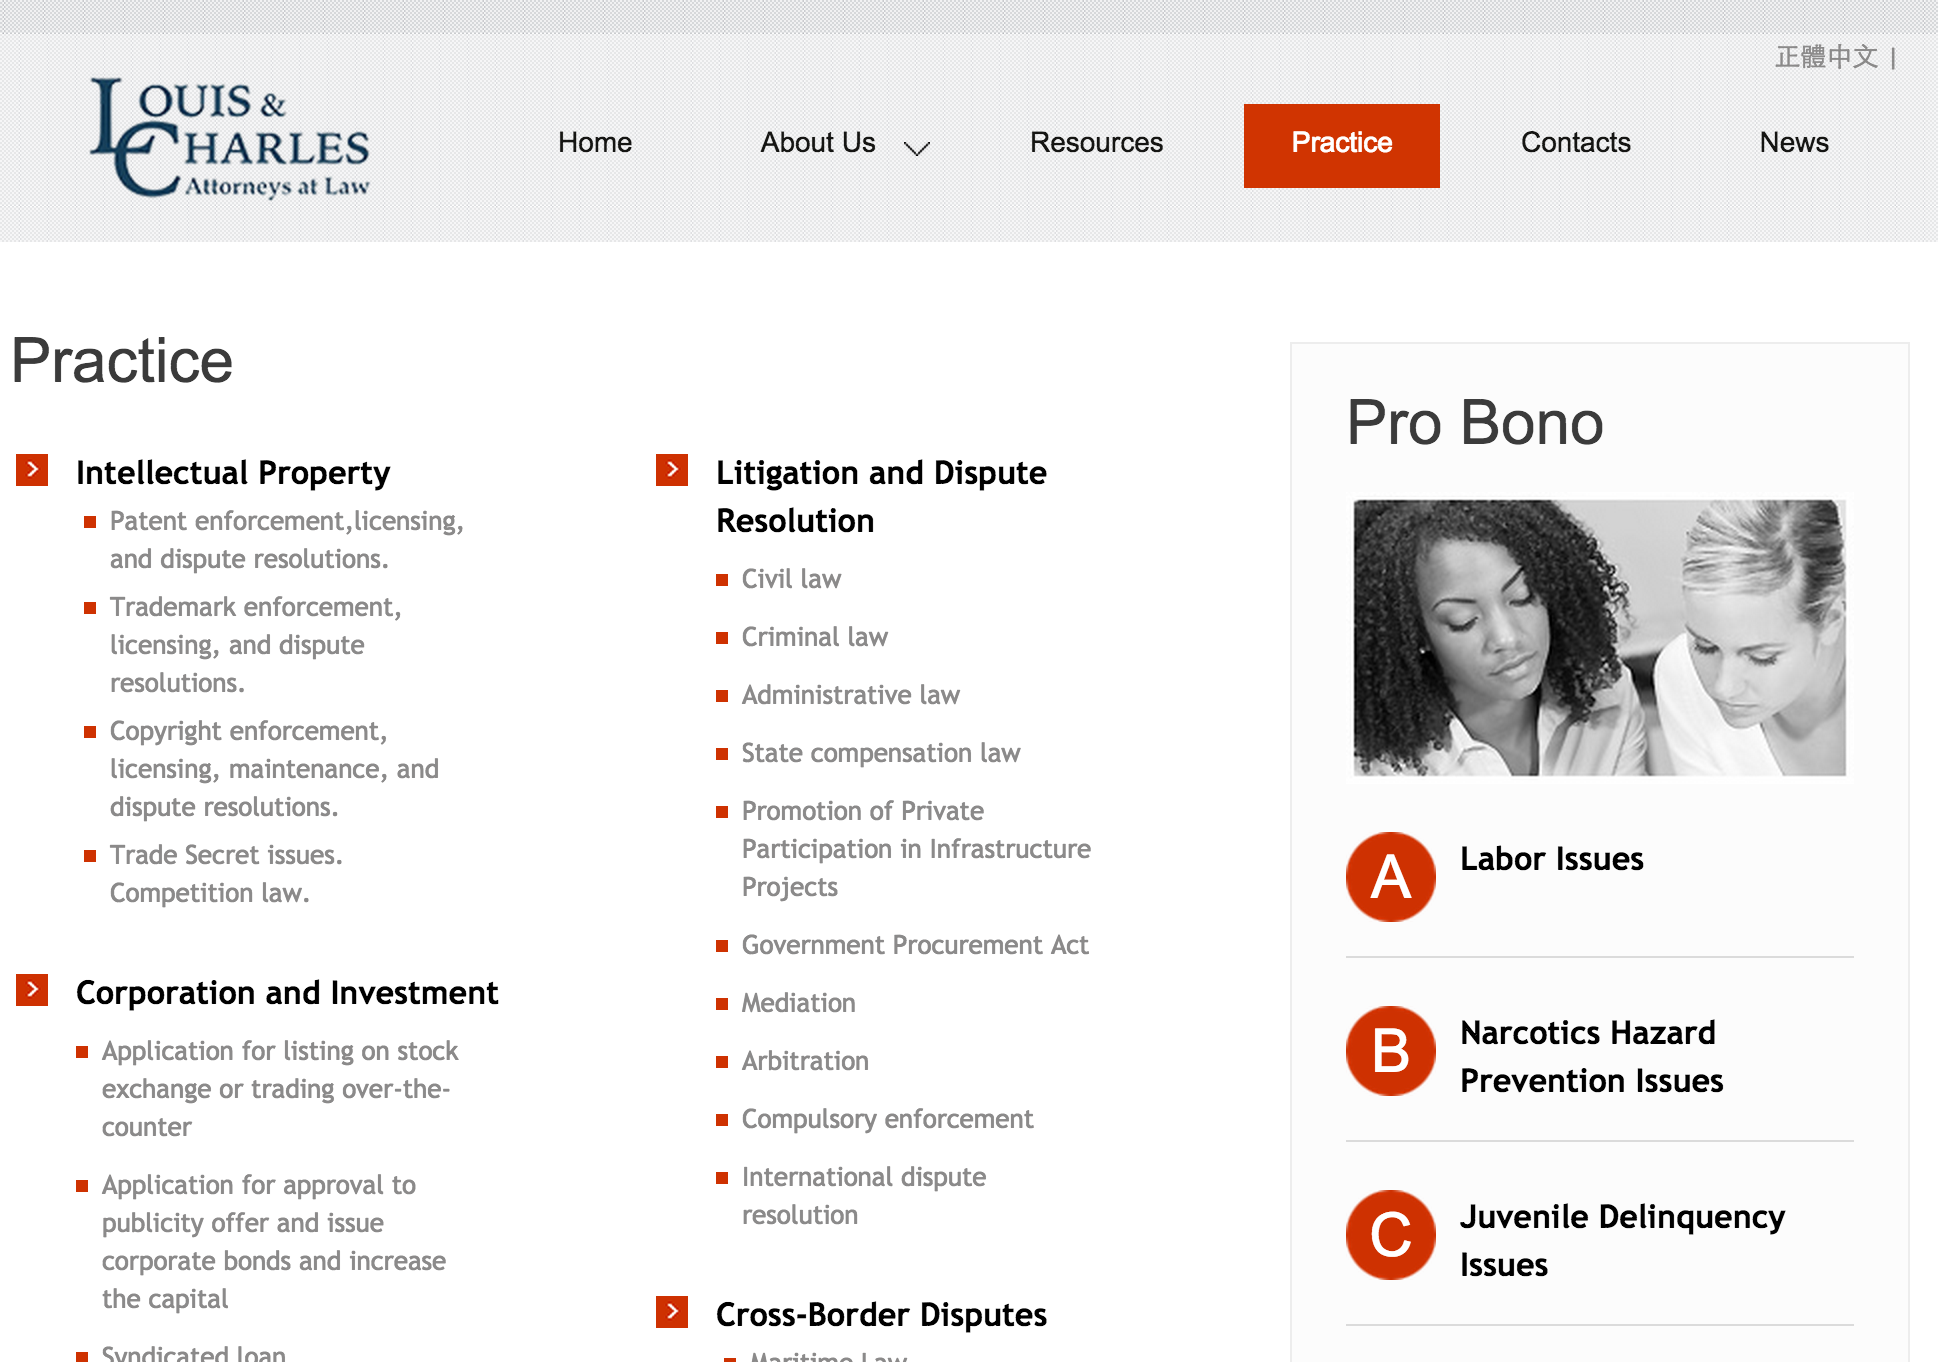 正體中文 |
LOUIS &
CHARLES
Attorneys at Law
Home
About Us
Resources
Practice
Contacts
News
Practice
Intellectual Property
Patent enforcement,licensing,
and dispute resolutions.
Trademark enforcement,
licensing, and dispute
resolutions.
Copyright enforcement,
licensing, maintenance, and
dispute resolutions.
Trade Secret issues.
Competition law.
Corporation and Investment
Application for listing on stock
exchange or trading over-the-
counter
Application for approval to
publicity offer and issue
corporate bonds and increase
the capital
Syndicated loan
Litigation and Dispute
Resolution
Civil law
Criminal law
Administrative law
State compensation law
Promotion of Private
Participation in Infrastructure
Projects
Government Procurement Act
Mediation
Arbitration
Compulsory enforcement
International dispute
resolution
Cross-Border Disputes
Maritime Law
Pro Bono
A
Labor Issues
B
Narcotics Hazard
Prevention Issues
C
Juvenile Delinquency
Issues